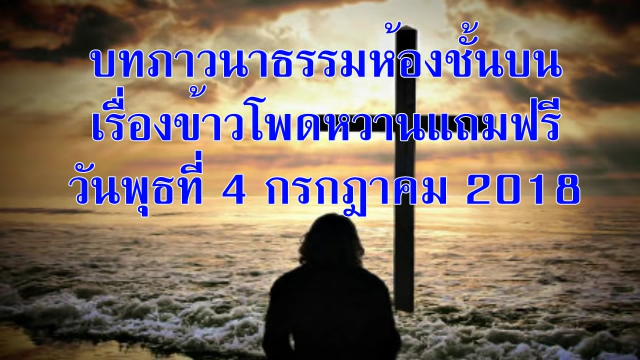 บทภาวนาธรรมห้องชั้นบน
เรื่องข้าวโพดหวานแถมฟรี
วันพุธที่ 4 กรกฎาคม 2018